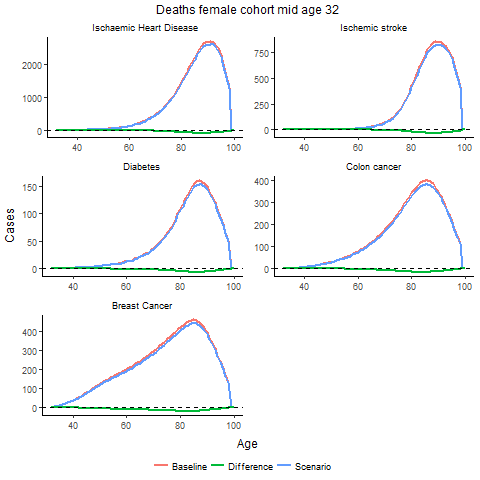 Deaths female cohort mid age 32
Ischaemic Heart Disease
Ischemic stroke
2000
1000
0
40 60 80 100
750
500
250
0
40 60 80 100
Diabetes
Colon cancer
150
100
50
0
40 60 80 100
400
300
200
100
0
40 60 80 100
Breast Cancer
400
300
200
100
0
40 60 80 100
Cases
Age
Baseline Difference Scenario